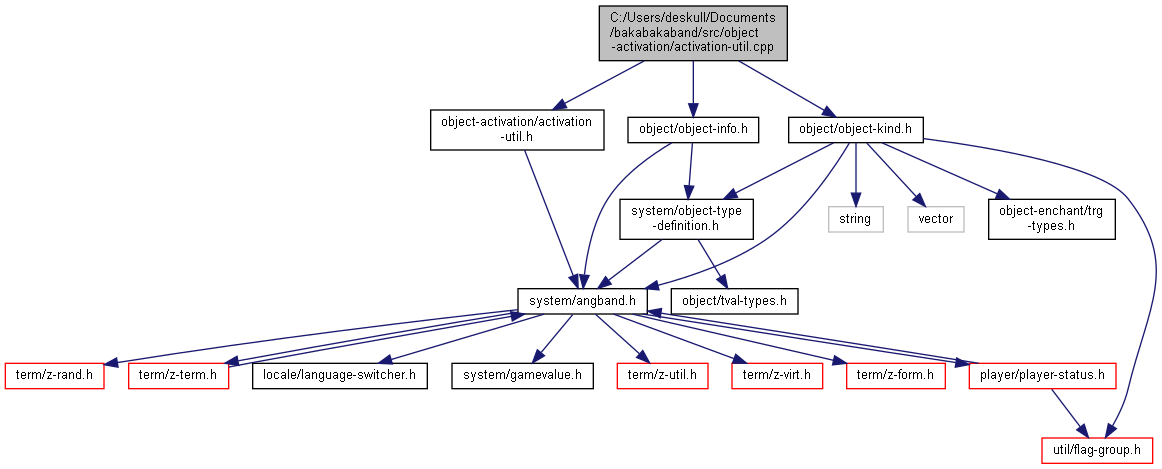 C:/Users/deskull/Documents
/bakabakaband/src/object
-activation/activation-util.cpp
object-activation/activation
-util.h
object/object-info.h
object/object-kind.h
system/object-type
-definition.h
string
vector
object-enchant/trg
-types.h
system/angband.h
object/tval-types.h
term/z-rand.h
term/z-term.h
locale/language-switcher.h
system/gamevalue.h
term/z-util.h
term/z-virt.h
term/z-form.h
player/player-status.h
util/flag-group.h